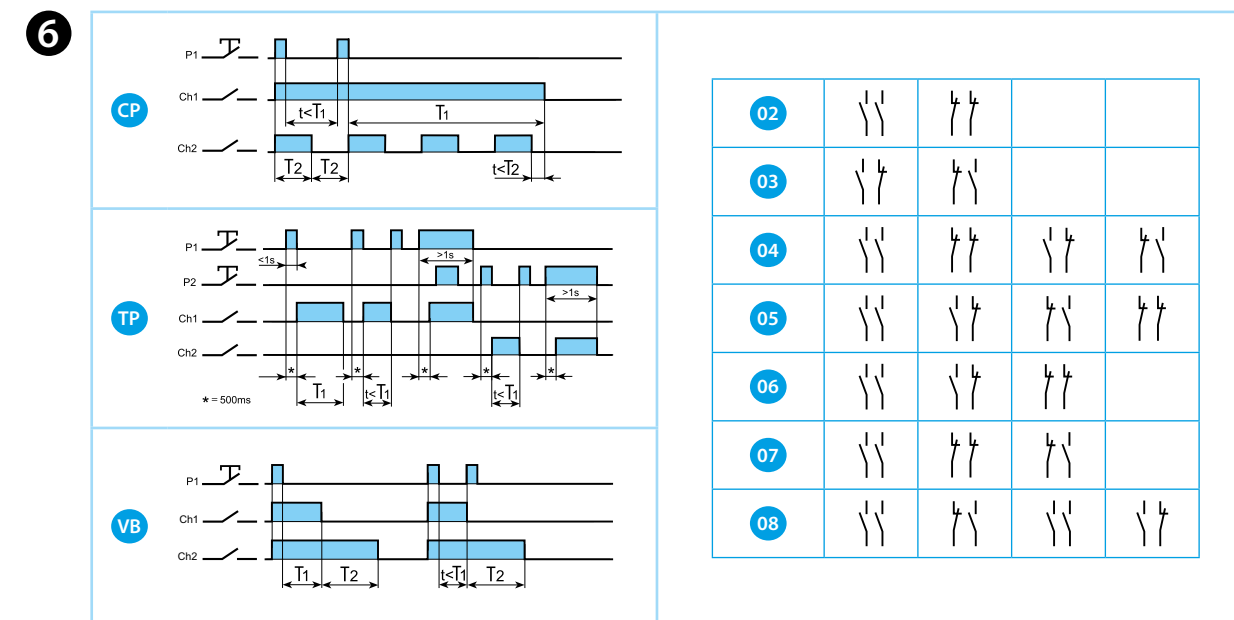 6
CP
P1
Ch1
t<T1
T1
Ch2
T2
T2
t<T2
TP
P1
<1s
>1s
P2
>1s
Ch1
Ch2
*
*
*
*
*
T1
t<T1
t<T1
* = 500ms
VB
P1
Ch1
Ch2
T1
T2
t<T1
T2
02
03
04
05
06
07
08